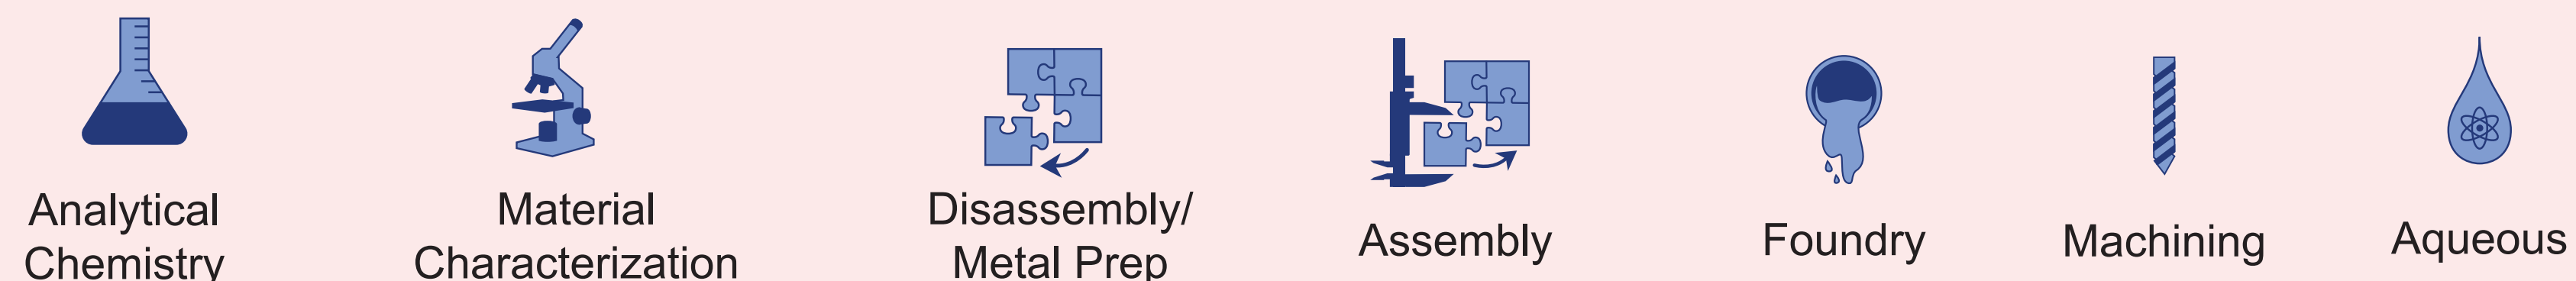 Analytical
Chemistry
Material
Characterization
Disassembly/
Metal Prep
Assembly
Foundry
Machining
Aqueous